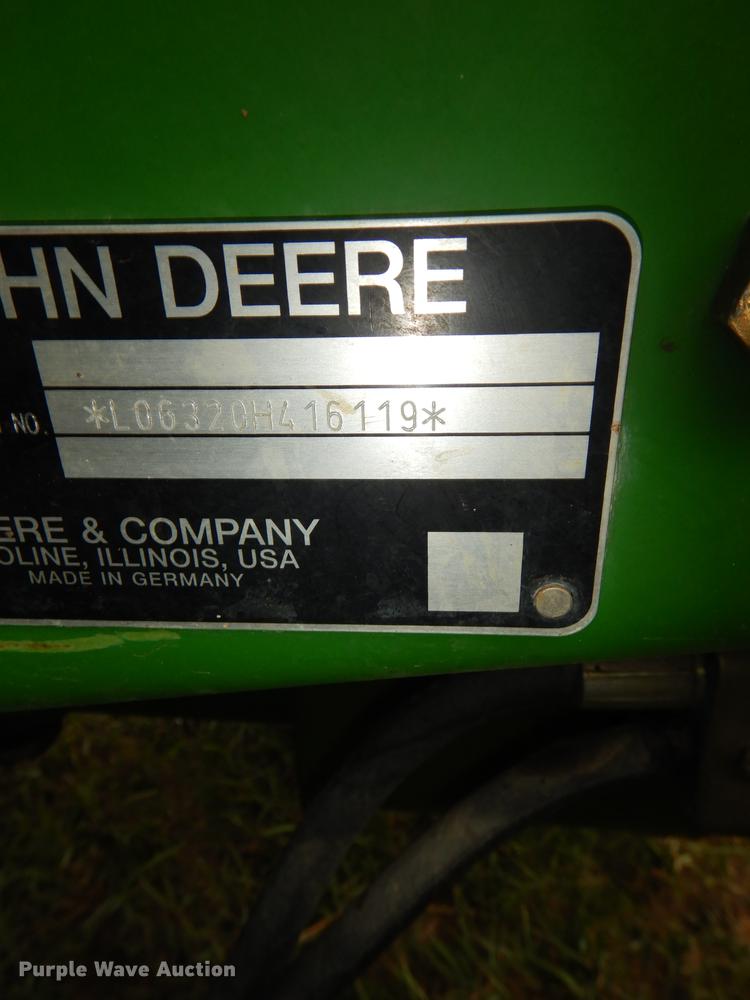 HN DEERE
NO. *L06320H416119*
ERE & COMPANY
OLINE, ILLINOIS, USA
MADE IN GERMANY
Purple Wave Auction